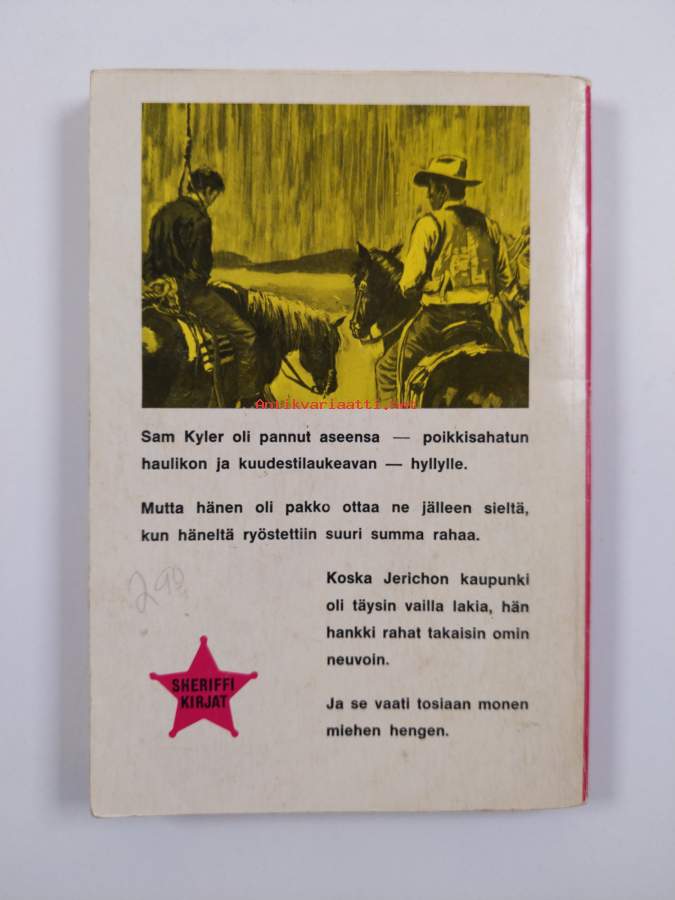 Antikvariaatti.net
Sam Kyler oli pannut aseensa — poikkisahatun
haulikon ja kuudestilaukeavan — hyllylle.
Mutta hänen oli pakko ottaa ne jälleen sieltä,
kun häneltä ryöstettiin suuri summa rahaa.
Koska Jerichon kaupunki
oli täysin vailla lakia, hän
hankki rahat takaisin omin
neuvoin.
Ja se vaati tosiaan monen
miehen hengen.
290
SHERIFFI
KIRJAT